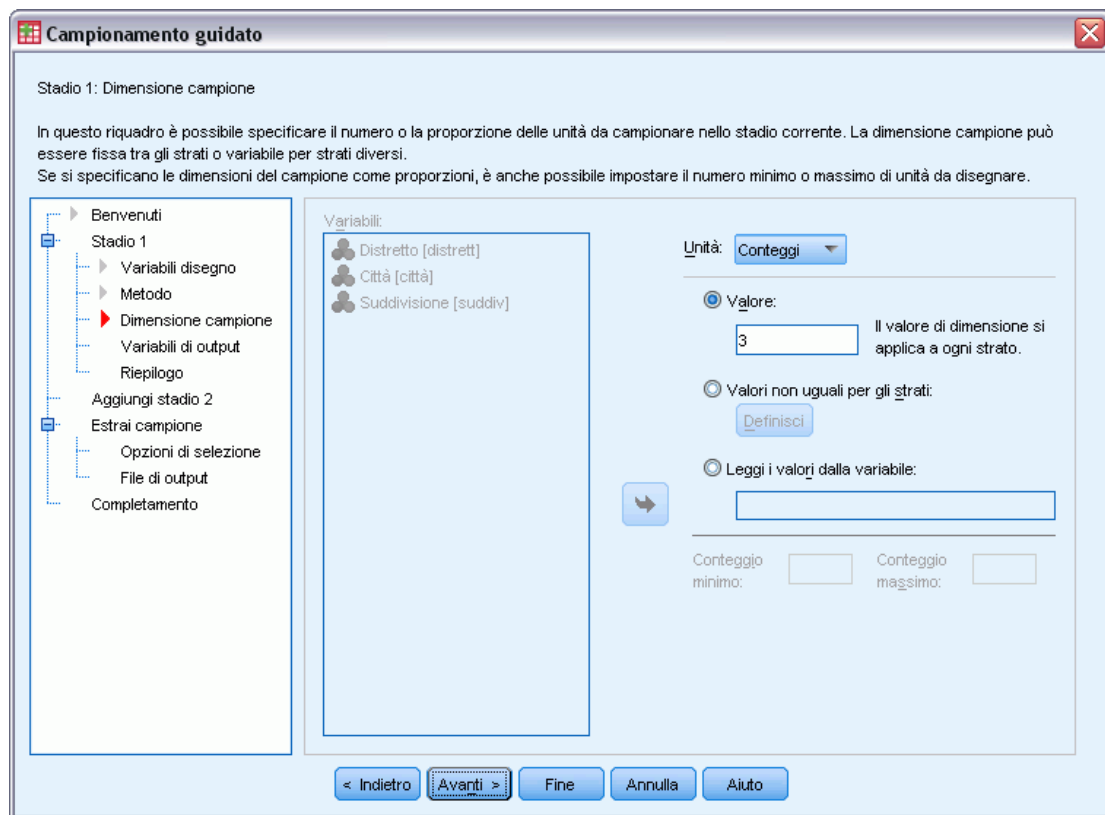 Campionamento guidato
Stadio 1: Dimensione campione
In questo riquadro è possibile specificare il numero o la proporzione delle unità da campionare nello stadio corrente. La dimensione campione può
essere fissa tra gli strati o variabile per strati diversi.
Se si specificano le dimensioni del campione come proporzioni, è anche possibile impostare il numero minimo o massimo di unità da disegnare.
Benvenuti
Stadio 1
Variabili disegno
Metodo
Dimensione campione
Variabili di output
Riepilogo
Aggiungi stadio 2
Estrai campione
Opzioni di selezione
File di output
Completamento
Variabili:
Distretto [distrett]
Città [città]
Suddivisione [suddiv]
Unità: Conteggi
Valore:
3
Il valore di dimensione si
applica a ogni strato.
Valori non uguali per gli strati:
Definisci
Leggi i valori dalla variabile:
Conteggio
minimo:
Conteggio
massimo:
< Indietro
Avanti >
Fine
Annulla
Aiuto